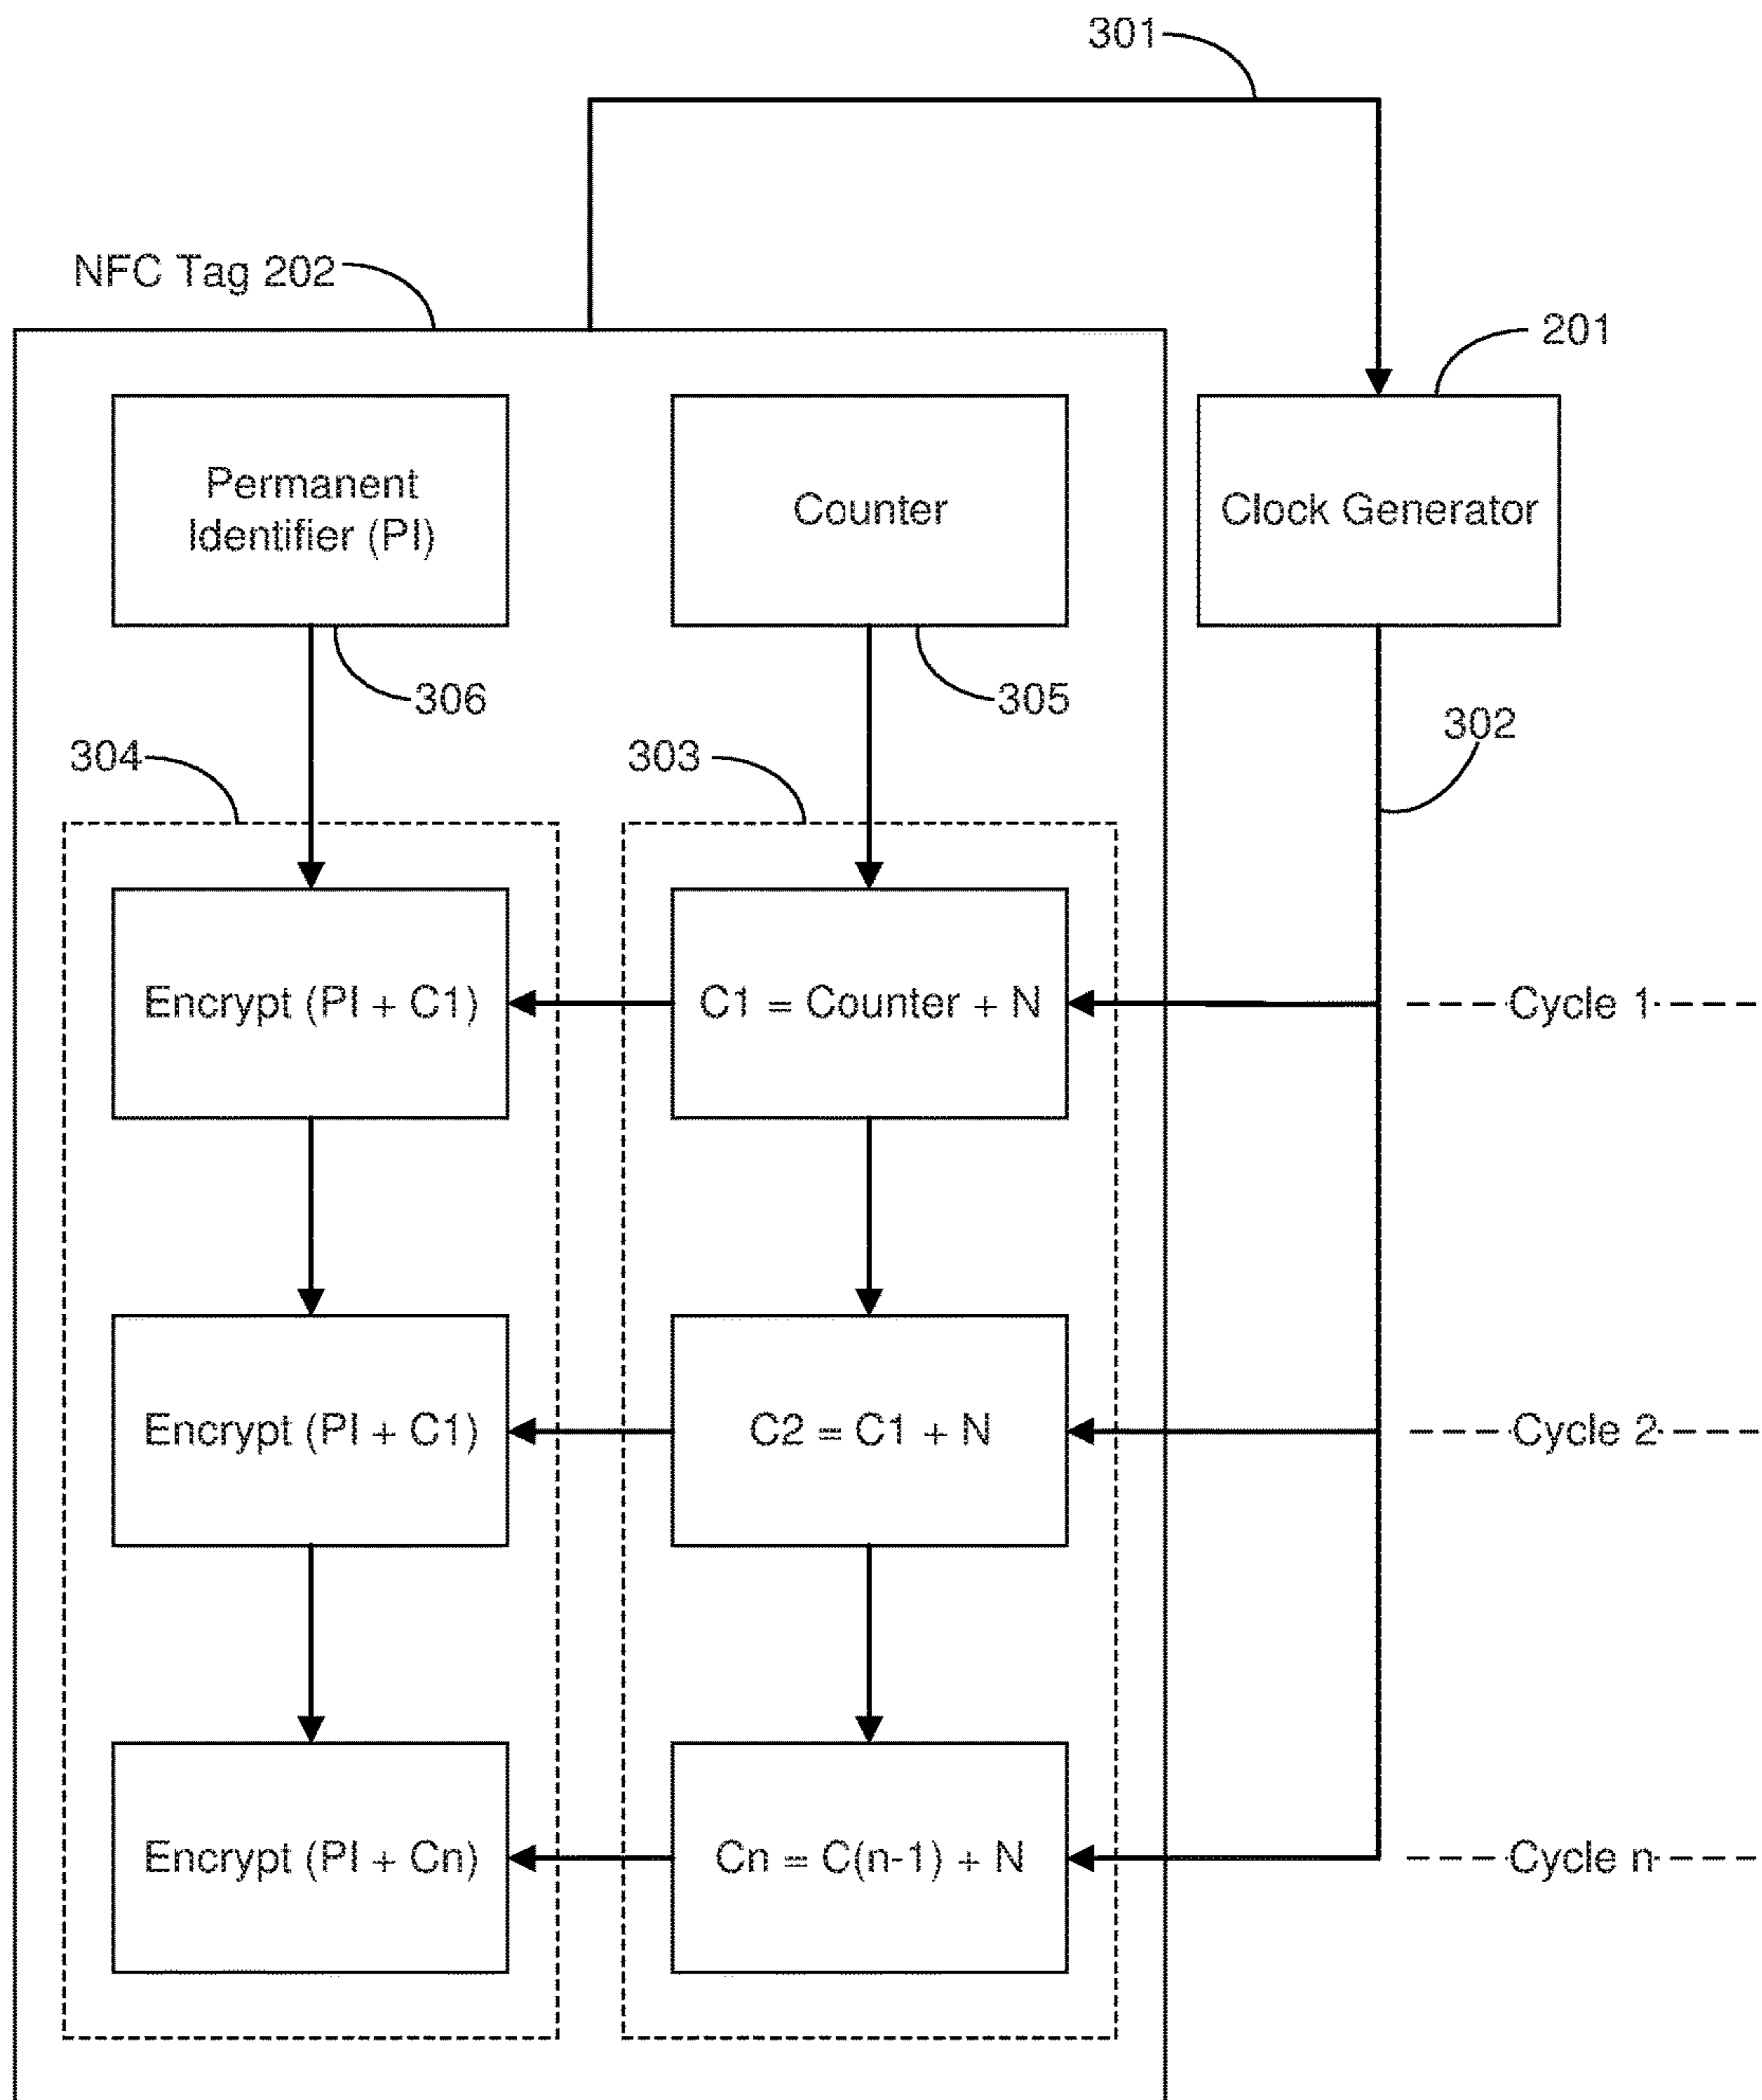 301
NFC Tag 202
201
Permanent
Identifier (PI)
Counter
Clock Generator
306
305
302
304
303
Encrypt (PI + C1)
C1 = Counter + N
Cycle 1
Encrypt (PI + C1)
C2 = C1 + N
Cycle 2
Encrypt (PI + Cn)
Cn = C(n-1) + N
Cycle n